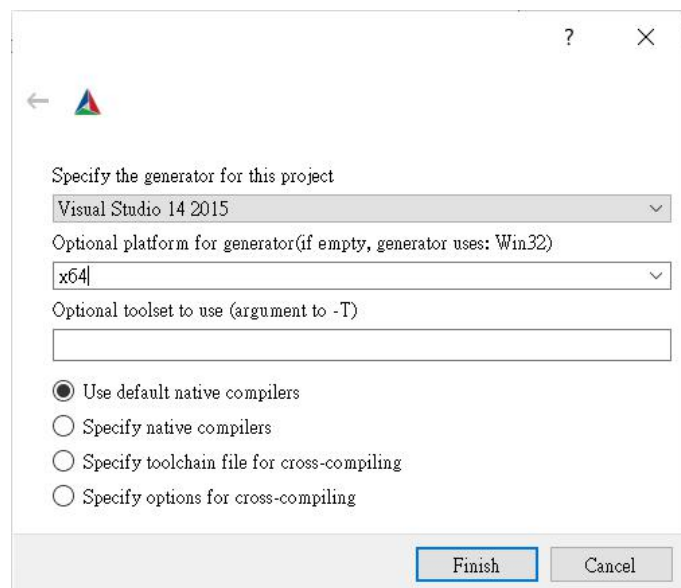 ?
Specify the generator for this project
Visual Studio 14 2015
Optional platform for generator(if empty, generator uses: Win32)
x64
Optional toolset to use (argument to -T)
Use default native compilers
Specify native compilers
Specify toolchain file for cross-compiling
Specify options for cross-compiling
Finish Cancel